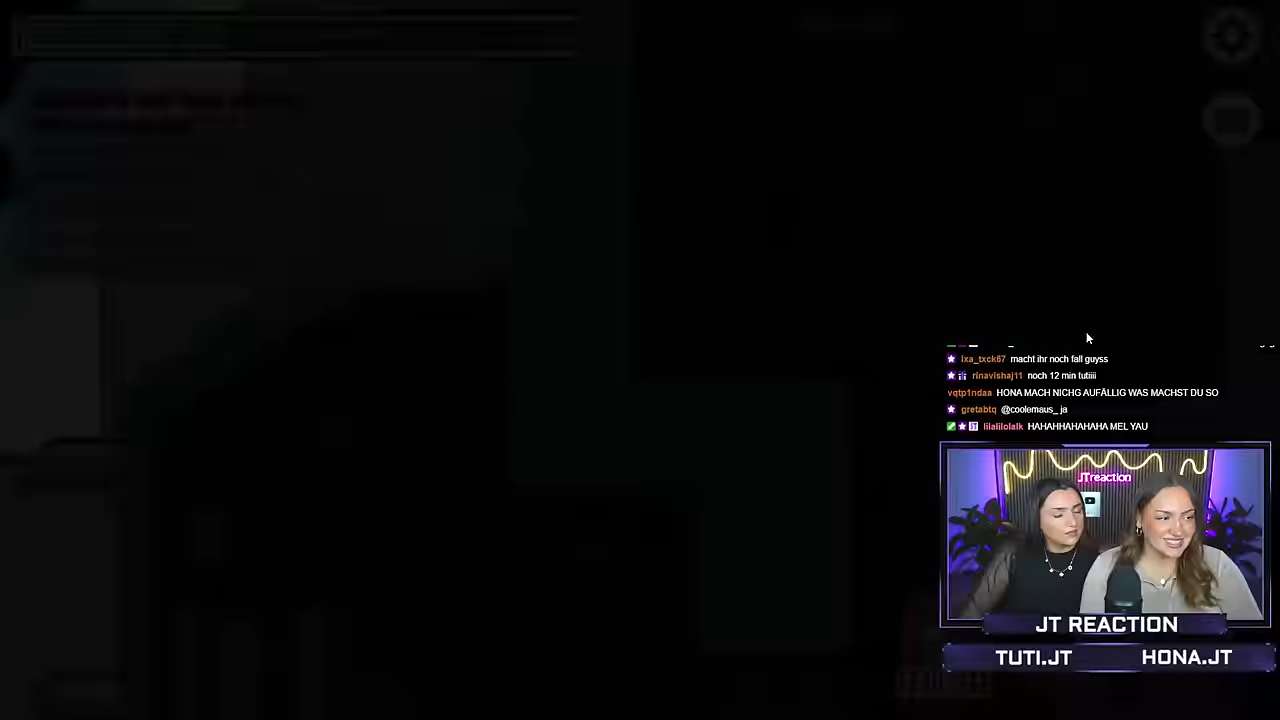 lxa_txck67 macht ihr noch fall guyss
rinavishaj11 noch 12 min tutiiii
vqtp1ndaa HONA MACH NICHG AUFÄLLIG WAS MACHST DU SO
gretabtq @coolemaus_ ja
lilalilolalk HAHAHHAHAHAHA MEL YAU
JTreaction
JT REACTION
TUTI.JT HONA.JT